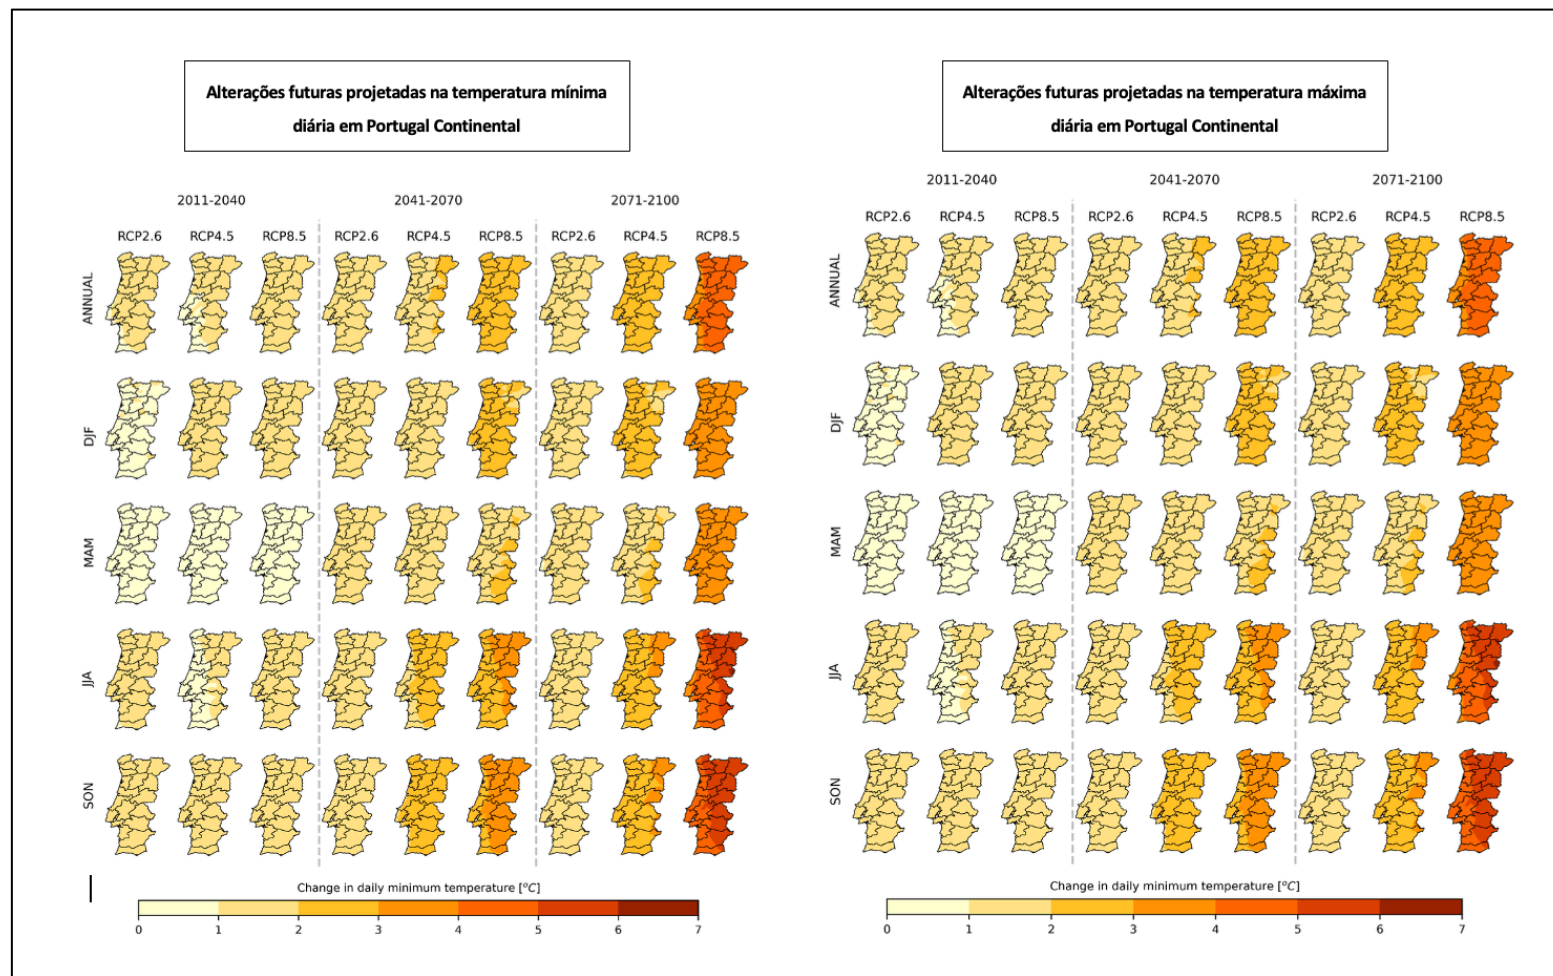 Alterações futuras projetadas na temperatura mínima
diária em Portugal Continental
2011-2040 2041-2070 2071-2100
RCP2.6 RCP4.5 RCP8.5 RCP2.6 RCP4.5 RCP8.5 RCP2.6 RCP4.5 RCP8.5
ANNUAL
DJF
MAM
JJA
SON
Change in daily minimum temperature [°C]
0 1 2 3 4 5 6 7
Alterações futuras projetadas na temperatura máxima
diária em Portugal Continental
2011-2040 2041-2070 2071-2100
RCP2.6 RCP4.5 RCP8.5 RCP2.6 RCP4.5 RCP8.5 RCP2.6 RCP4.5 RCP8.5
ANNUAL
DJF
MAM
JJA
SON
Change in daily minimum temperature [°C]
0 1 2 3 4 5 6 7